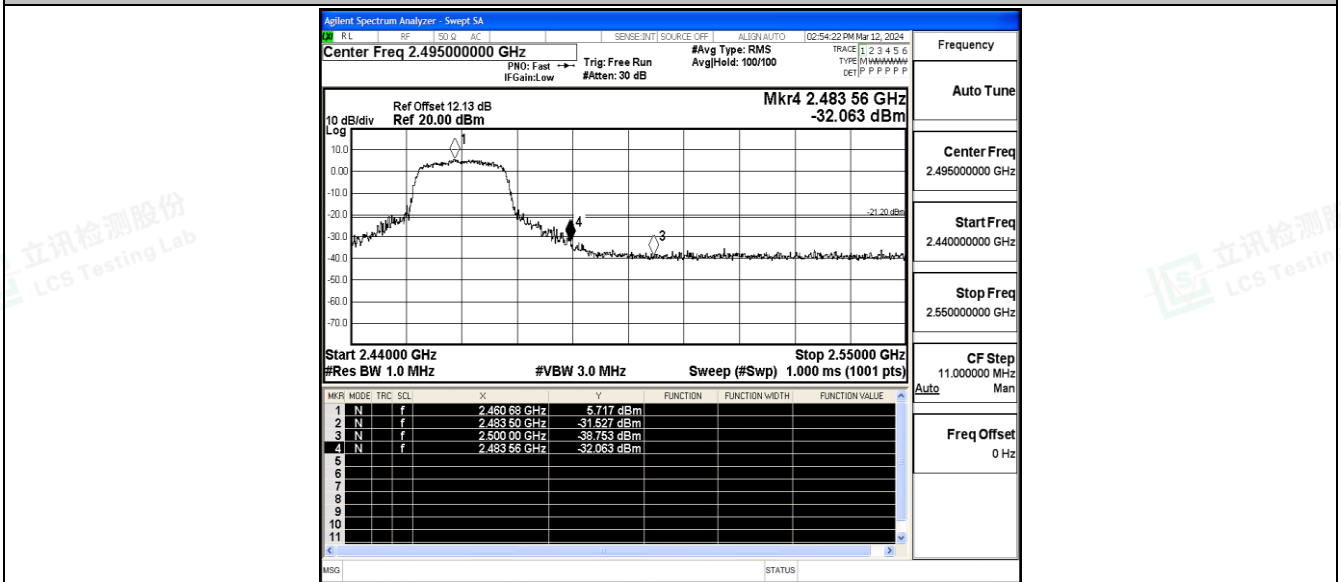 Agilent Spectrum Analyzer - Swept SA
LXI RL RF 50 Ω AC SENSE:INT SOURCE OFF ALIGN AUTO 02:54:22 PM Mar 12, 2024
Center Freq 2.495000000 GHz
PNO: Fast
IFGain:Low
Trig: Free Run
#Atten: 30 dB
#Avg Type: RMS
Avg|Hold: 100/100
TRACE 1 2 3 4 5 6
TYPE M W W W W W
DET P P P P P P
Ref Offset 12.13 dB
Ref 20.00 dBm
10 dB/div
Log
Mkr4 2.483 56 GHz
-32.063 dBm
10.0
0.00
-10.0
-20.0
-30.0
-40.0
-50.0
-60.0
-70.0
1
4
3
-21.20 dBm
Start 2.44000 GHz
Stop 2.55000 GHz
#Res BW 1.0 MHz
#VBW 3.0 MHz
Sweep (#Swp) 1.000 ms (1001 pts)
MKR MODE TRC SCL X Y FUNCTION FUNCTION WIDTH FUNCTION VALUE
1 N f 2.460 68 GHz 5.717 dBm
2 N f 2.483 50 GHz -31.527 dBm
3 N f 2.500 00 GHz -38.753 dBm
4 N f 2.483 56 GHz -32.063 dBm
5
6
7
8
9
10
11
MSG
STATUS
Frequency
Auto Tune
Center Freq
2.495000000 GHz
Start Freq
2.440000000 GHz
Stop Freq
2.550000000 GHz
CF Step
11.000000 MHz
Auto Man
Freq Offset
0 Hz
立讯检测股份
LCS Testing Lab
LCS
立讯检测股
LCS Testin